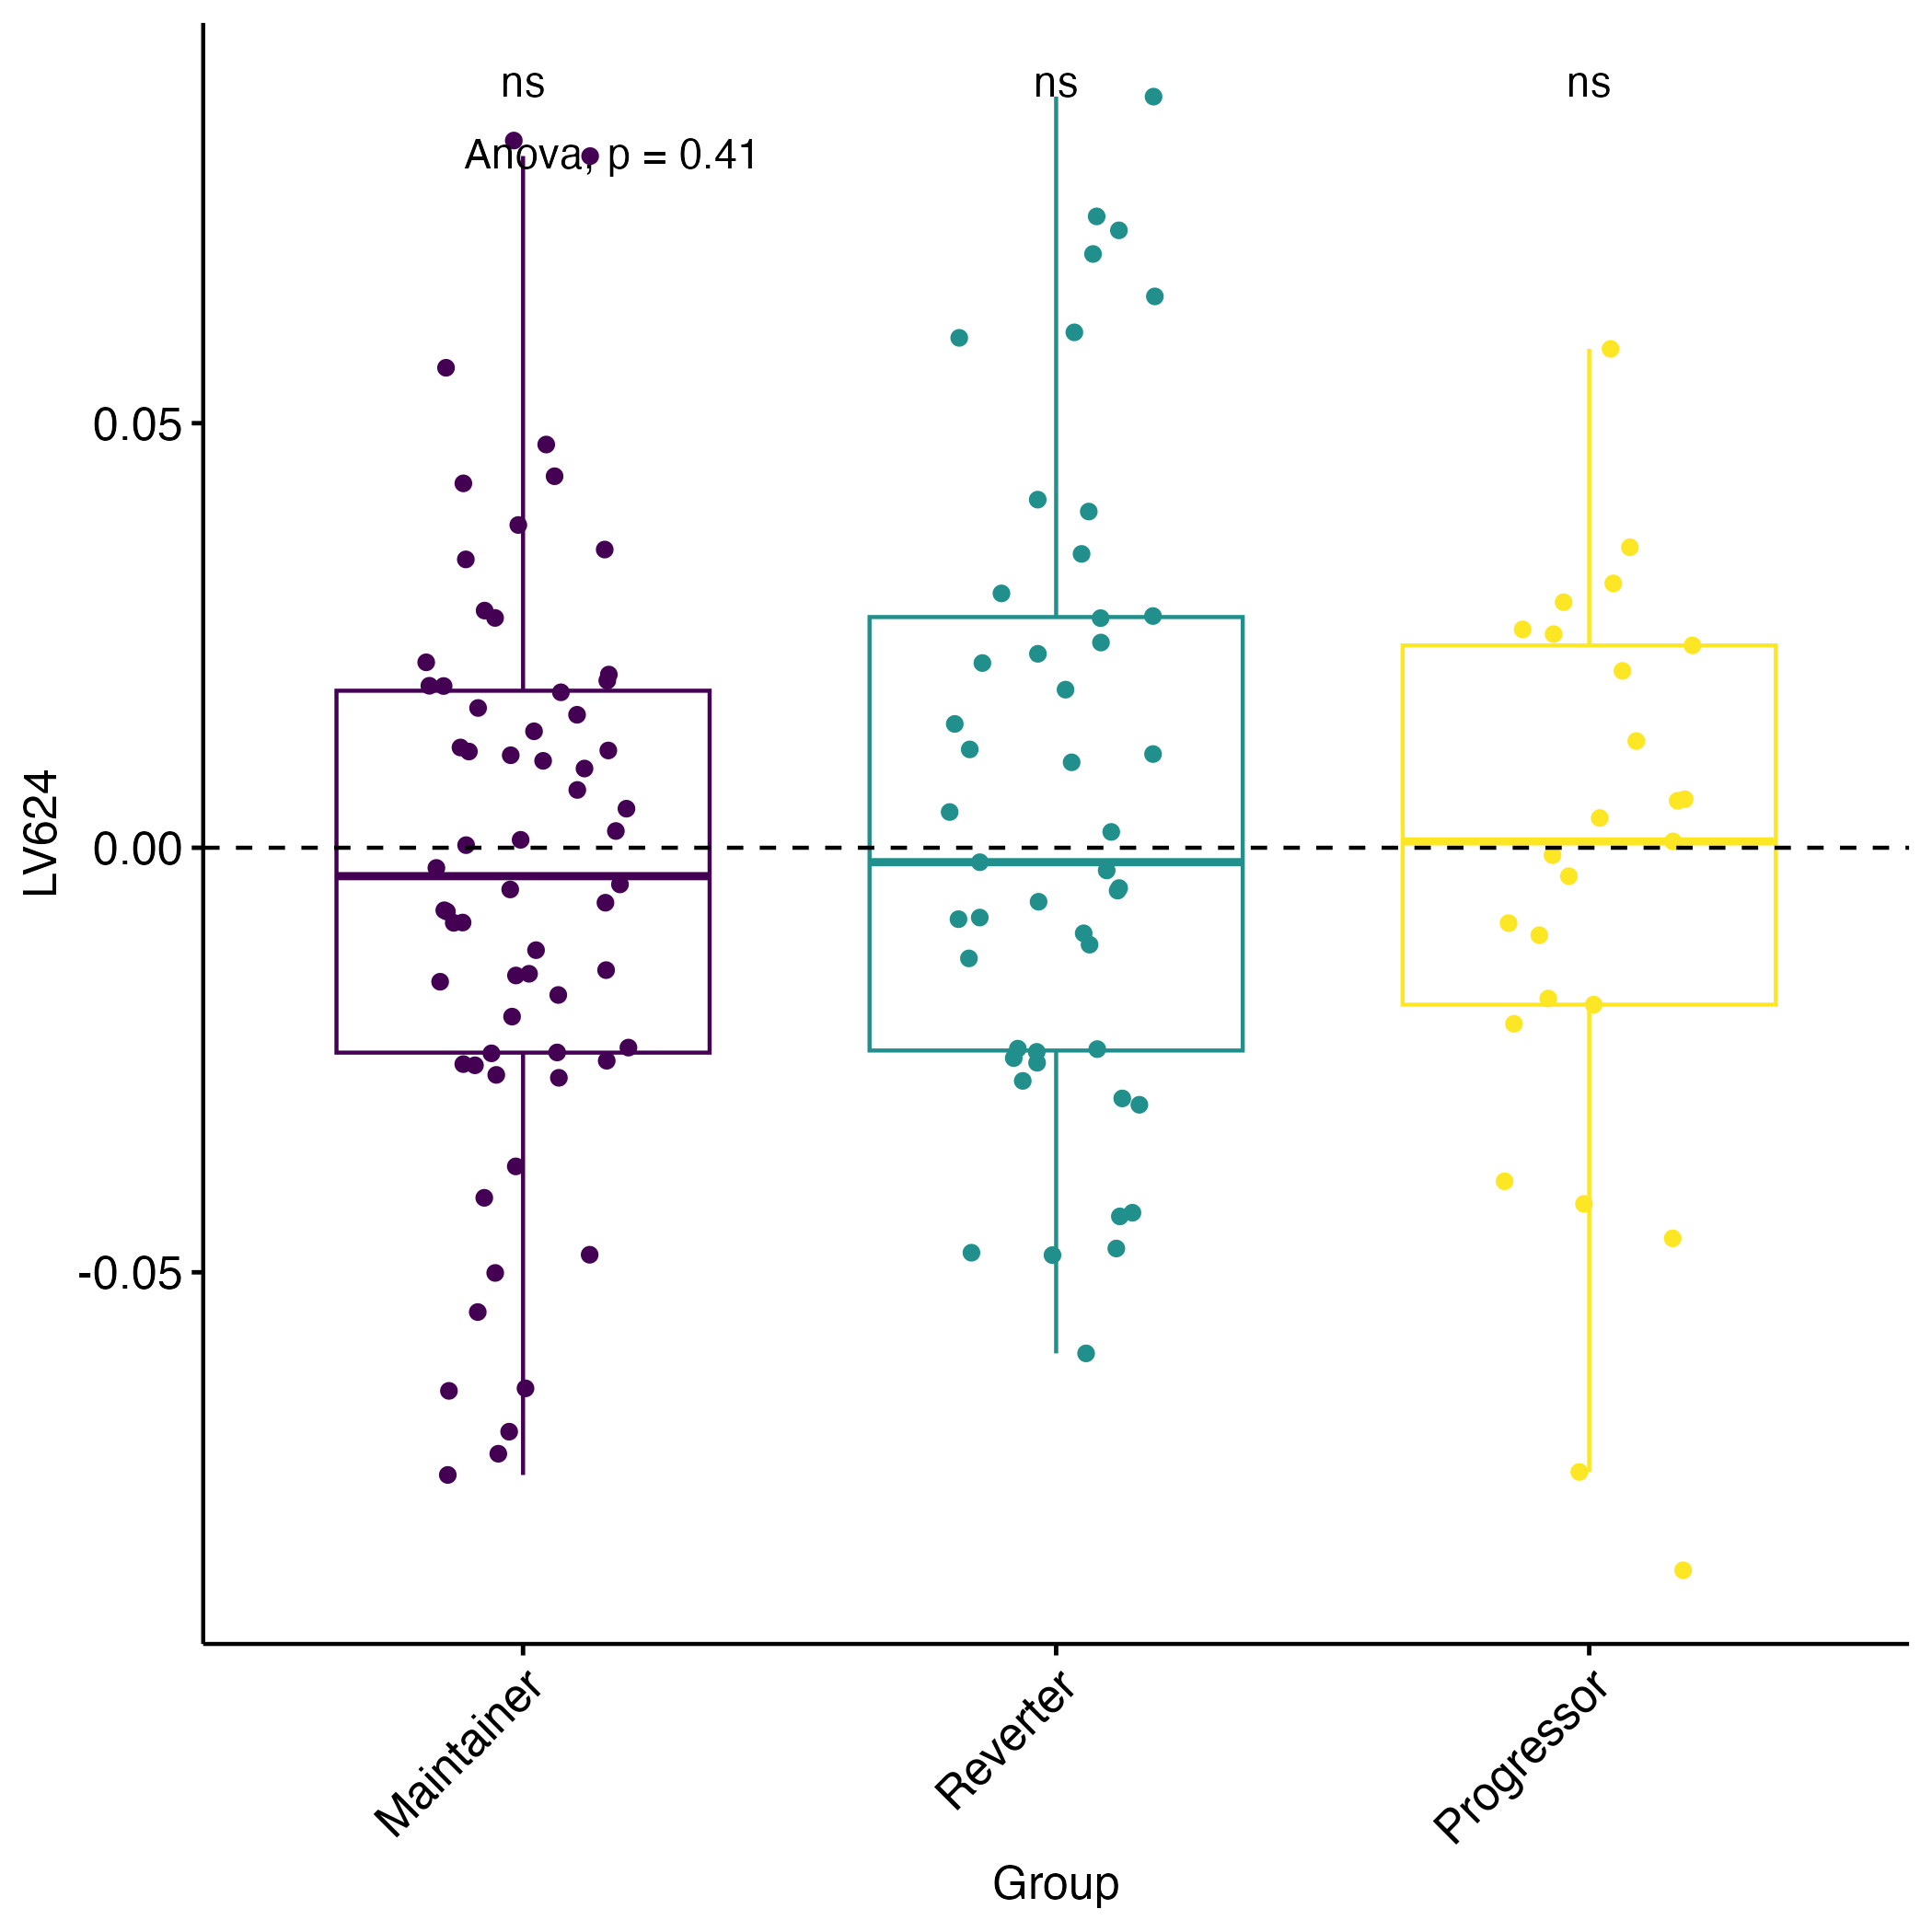 ns ns ns
Anova, p = 0.41
0.05
0.00
-0.05
LV624
Maintainer
Reverter
Progressor
Group